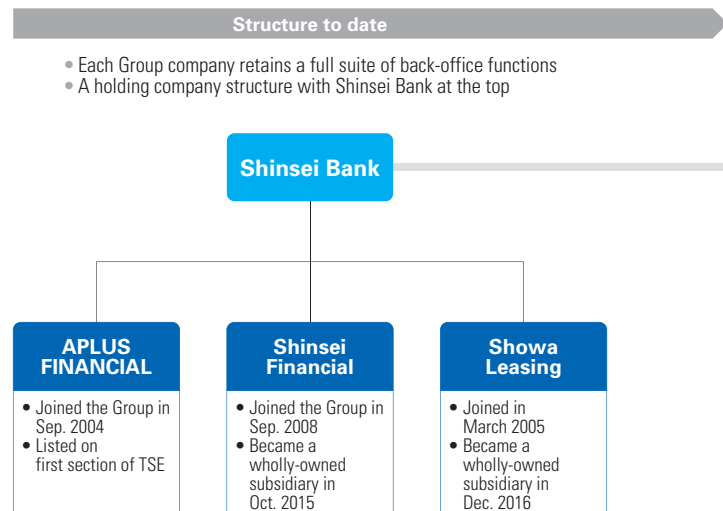 Structure to date
• Each Group company retains a full suite of back-office functions
• A holding company structure with Shinsei Bank at the top
Shinsei Bank
APLUS
FINANCIAL
• Joined the Group in
Sep. 2004
• Listed on
first section of TSE
Shinsei
Financial
• Joined the Group in
Sep. 2008
• Became a
wholly-owned
subsidiary in
Oct. 2015
Showa
Leasing
• Joined in
March 2005
• Became a
wholly-owned
subsidiary in
Dec. 2016